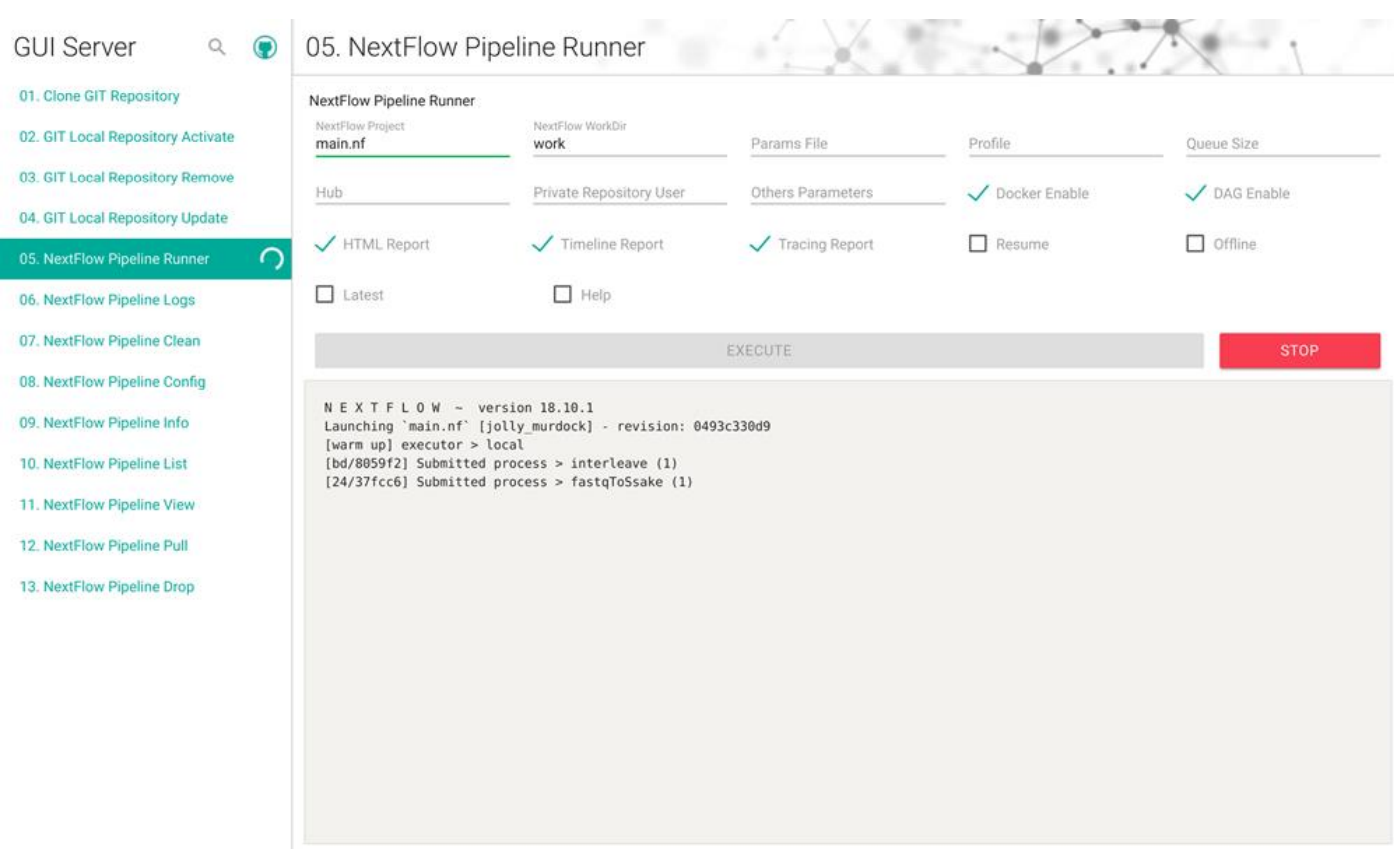 GUI Server
01. Clone GIT Repository
02. GIT Local Repository Activate
03. GIT Local Repository Remove
04. GIT Local Repository Update
05. NextFlow Pipeline Runner
06. NextFlow Pipeline Logs
07. NextFlow Pipeline Clean
08. NextFlow Pipeline Config
09. NextFlow Pipeline Info
10. NextFlow Pipeline List
11. NextFlow Pipeline View
12. NextFlow Pipeline Pull
13. NextFlow Pipeline Drop
05. NextFlow Pipeline Runner
NextFlow Pipeline Runner
NextFlow Project NextFlow WorkDir
main.nf work Params File Profile Queue Size
Hub Private Repository User Others Parameters Docker Enable DAG Enable
HTML Report Timeline Report Tracing Report Resume Offline
Latest Help
EXECUTE STOP
N E X T F L O W ~ version 18.10.1
Launching `main.nf` [jolly_murdock] - revision: 0493c330d9
[warm up] executor > local
[bd/8059f2] Submitted process > interleave (1)
[24/37fcc6] Submitted process > fastqToSsake (1)